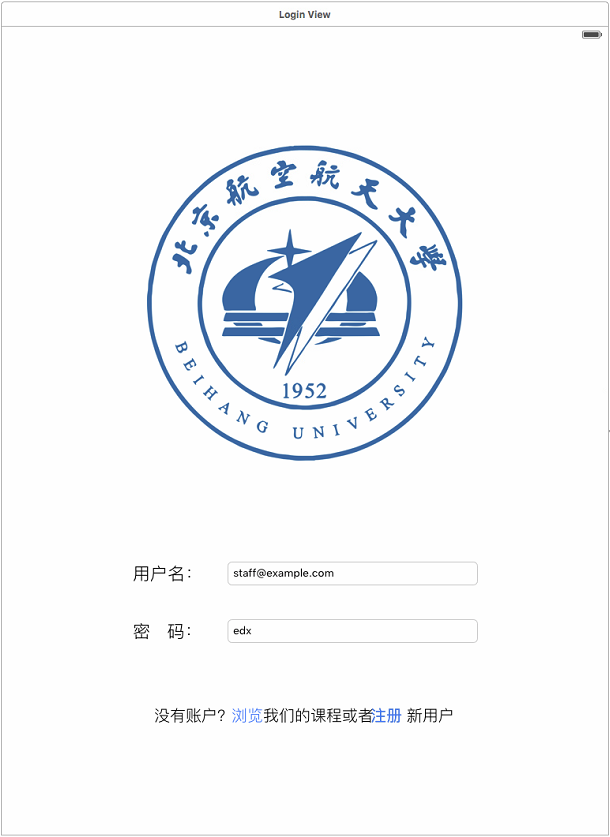 Login View
北京航空航天大学
1952
BEIHANG UNIVERSITY
用户名： staff@example.com
密 码： edx
没有账户？浏览我们的课程或者注册 新用户